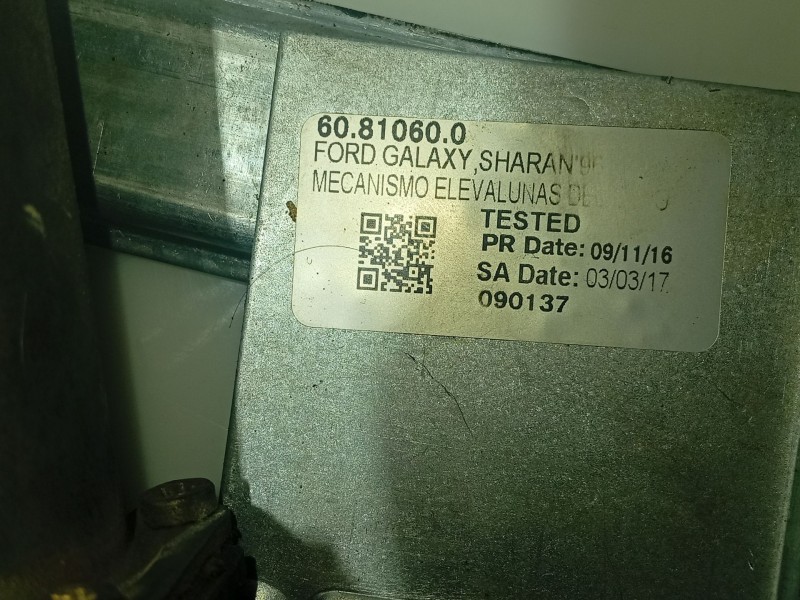 60.81060.0
FORD GALAXY,SHARAN'9
MECANISMO ELEVALUNAS
TESTED
PR Date: 09/11/16
SA Date: 03/03/17
090137